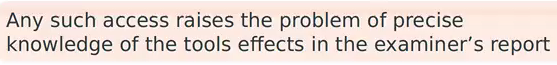 Any such access raises the problem of precise
knowledge of the tools effects in the examiner’s report